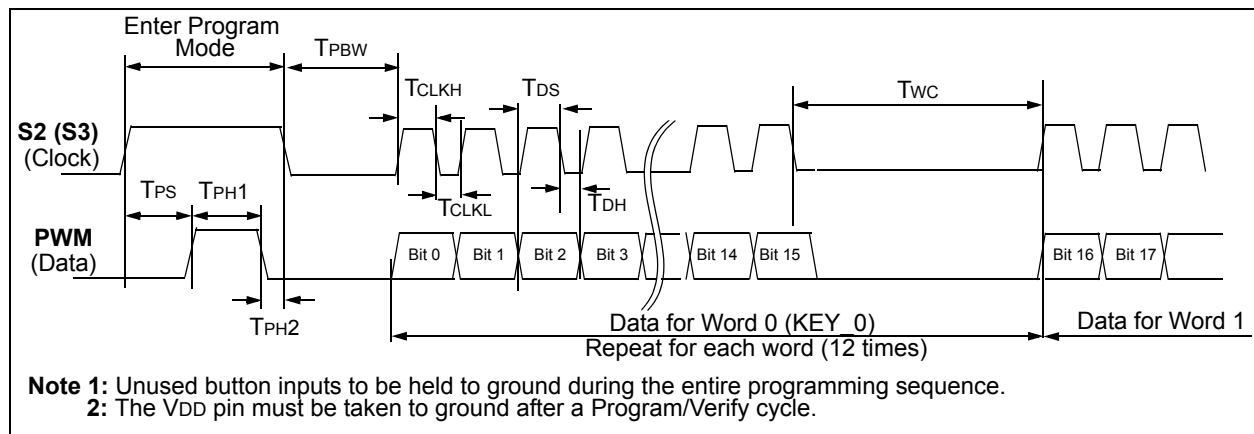 Enter Program
Mode
TPBW
TCLKH
TDS
TWC
S2 (S3)
(Clock)
TPS
TPH1
TCLKL
TDH
PWM
(Data)
Bit 0
Bit 1
Bit 2
Bit 3
Bit 14
Bit 15
Bit 16
Bit 17
TPH2
Data for Word 0 (KEY_0)
Data for Word 1
Repeat for each word (12 times)
Note 1: Unused button inputs to be held to ground during the entire programming sequence.
2: The VDD pin must be taken to ground after a Program/Verify cycle.